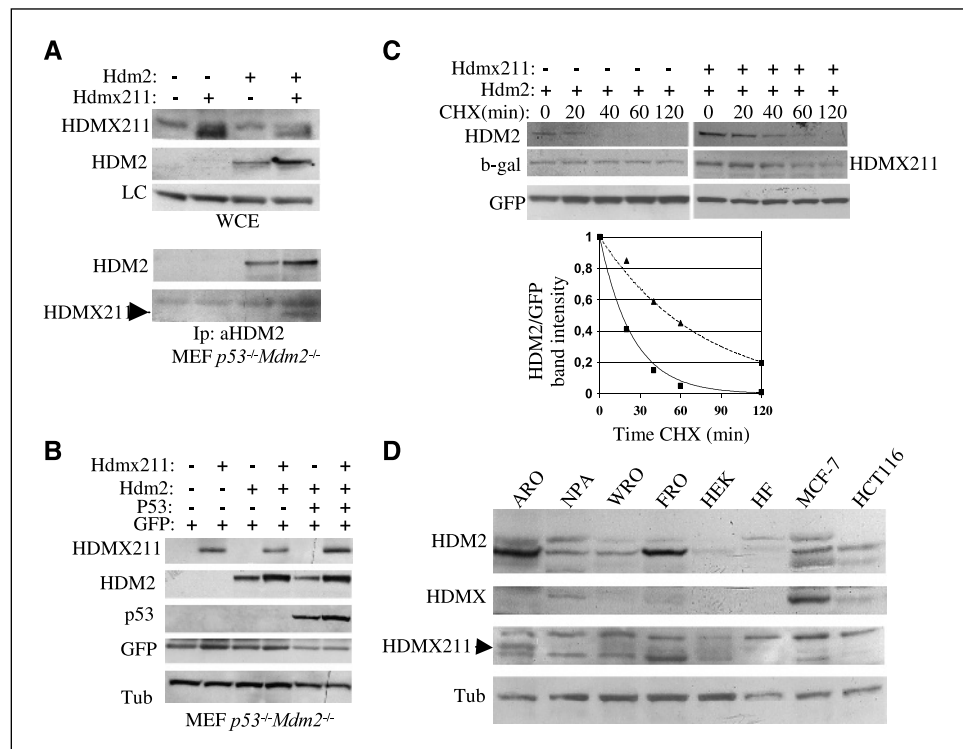 A
Hdm2: - - + +
Hdmx211: - + - +
HDMX211
HDM2
LC
WCE
HDM2
HDMX211
Ip: aHDM2
MEF p53-/-Mdm2-/-
B
Hdmx211: - + - + - +
Hdm2: - - + + + +
P53: - - - - + +
GFP: + + + + + +
HDMX211
HDM2
p53
GFP
Tub
MEF p53-/-Mdm2-/-
C
Hdmx211: - - - - - + + + + +
Hdm2: + + + + + + + + + +
CHX(min): 0 20 40 60 120 0 20 40 60 120
HDM2
b-gal HDMX211
GFP
HDM2/GFP
band intensity
1
0,8
0,6
0,4
0,2
0
0 30 60 90 120
Time CHX (min)
D
ARO NPA WRO FRO HEK HF MCF-7 HCT116
HDM2
HDMX
HDMX211
Tub